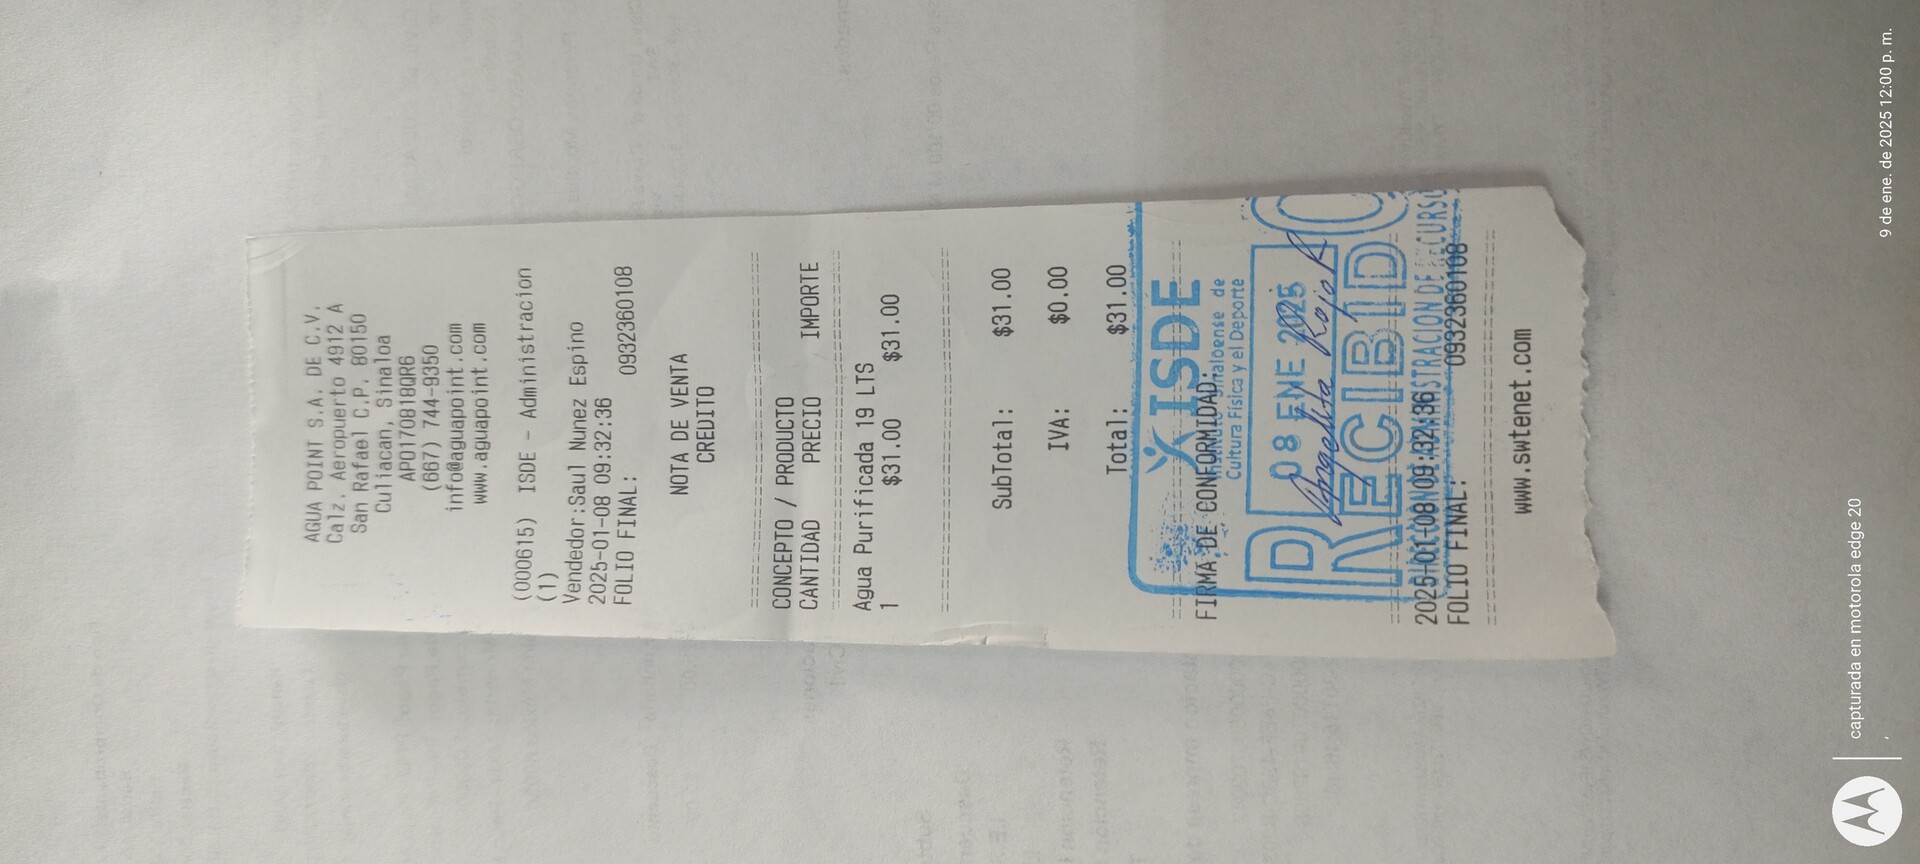 AGUA POINT S.A. DE C.V.
Calz. Aeropuerto 4912 A
San Rafael C.P. 80150
Culiacan, Sinaloa
APO170818QR6
(667) 744-9350
info@aguapoint.com
www.aguapoint.com
(000615) ISDE - Administracion
(1)
Vendedor:Saul Nunez Espino
2025-01-08 09:32:36
FOLIO FINAL: 0932360108
NOTA DE VENTA
CREDITO
CONCEPTO / PRODUCTO
CANTIDAD PRECIO IMPORTE
Agua Purificada 19 LTS
1 $31.00 $31.00
SubTotal: $31.00
IVA: $0.00
Total: $31.00
ISDE
Instituto Sinaloense de
Cultura Física y el Deporte
FIRMA DE CONFORMIDAD:
08 ENE 2025
Angelita Rojo R
RECIBIDO
2025-01-08 09:32:36
FOLIO FINAL: 0932360108
www.swtenet.com
capturada en motorola edge 20
9 de ene. de 2025 12:00 p. m.